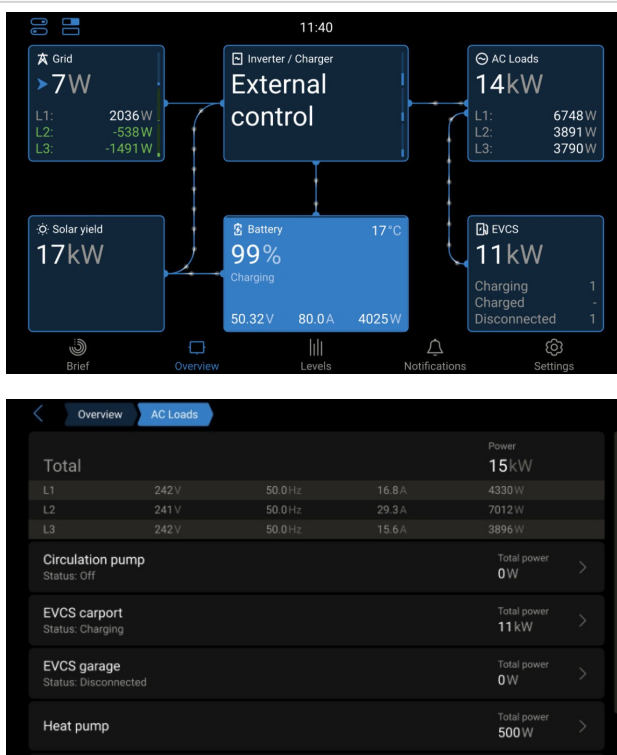 11:40
Grid
7W
L1: 2036W
L2: -538W
L3: -1491W
Inverter / Charger
External
control
AC Loads
14kW
L1: 6748W
L2: 3891W
L3: 3790W
Solar yield
17kW
Battery 17°C
99%
Charging
50.32V 80.0A 4025W
EVCS
11kW
Charging 1
Charged -
Disconnected 1
Brief Overview Levels Notifications Settings
Overview AC Loads
Power
Total 15kW
L1 242V 50.0Hz 16.8A 4330W
L2 241V 50.0Hz 29.3A 7012W
L3 242V 50.0Hz 15.6A 3896W
Circulation pump Total power
Status: Off 0W
EVCS carport Total power
Status: Charging 11kW
EVCS garage Total power
Status: Disconnected 0W
Heat pump Total power
500W